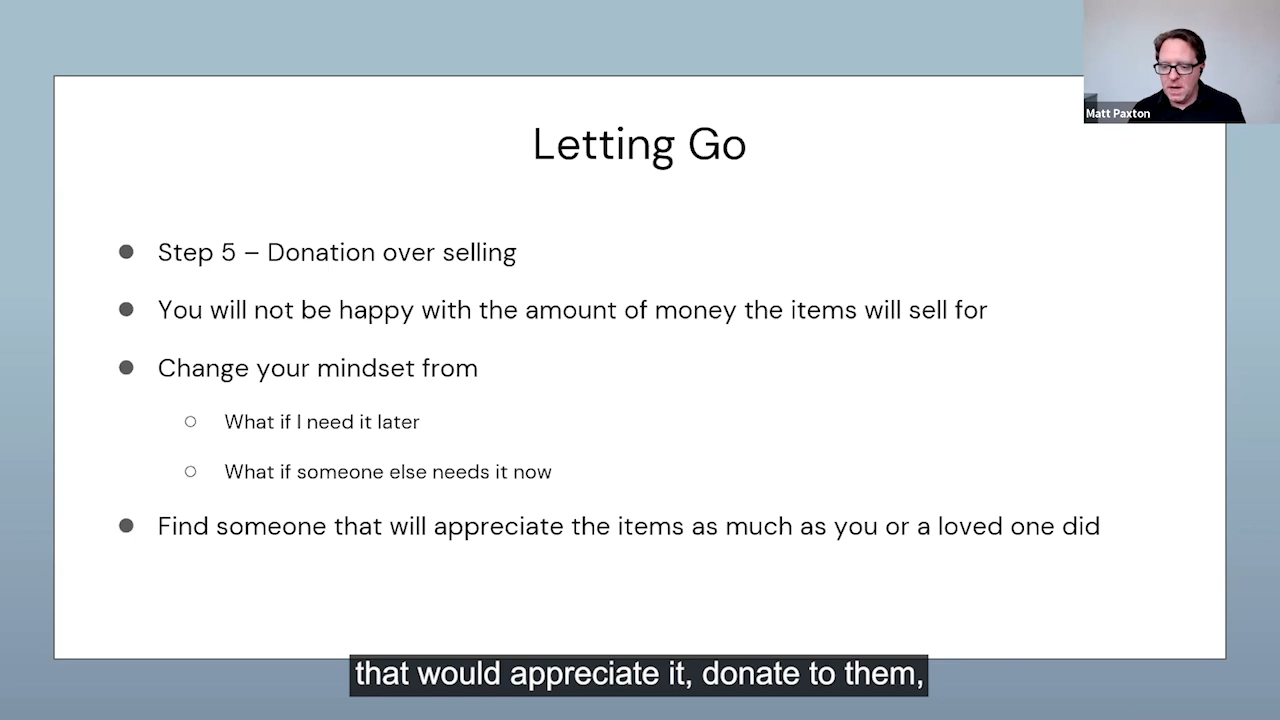 Matt Paxton
Letting Go
Step 5 – Donation over selling
You will not be happy with the amount of money the items will sell for
Change your mindset from
What if I need it later
What if someone else needs it now
Find someone that will appreciate the items as much as you or a loved one did
that would appreciate it, donate to them,